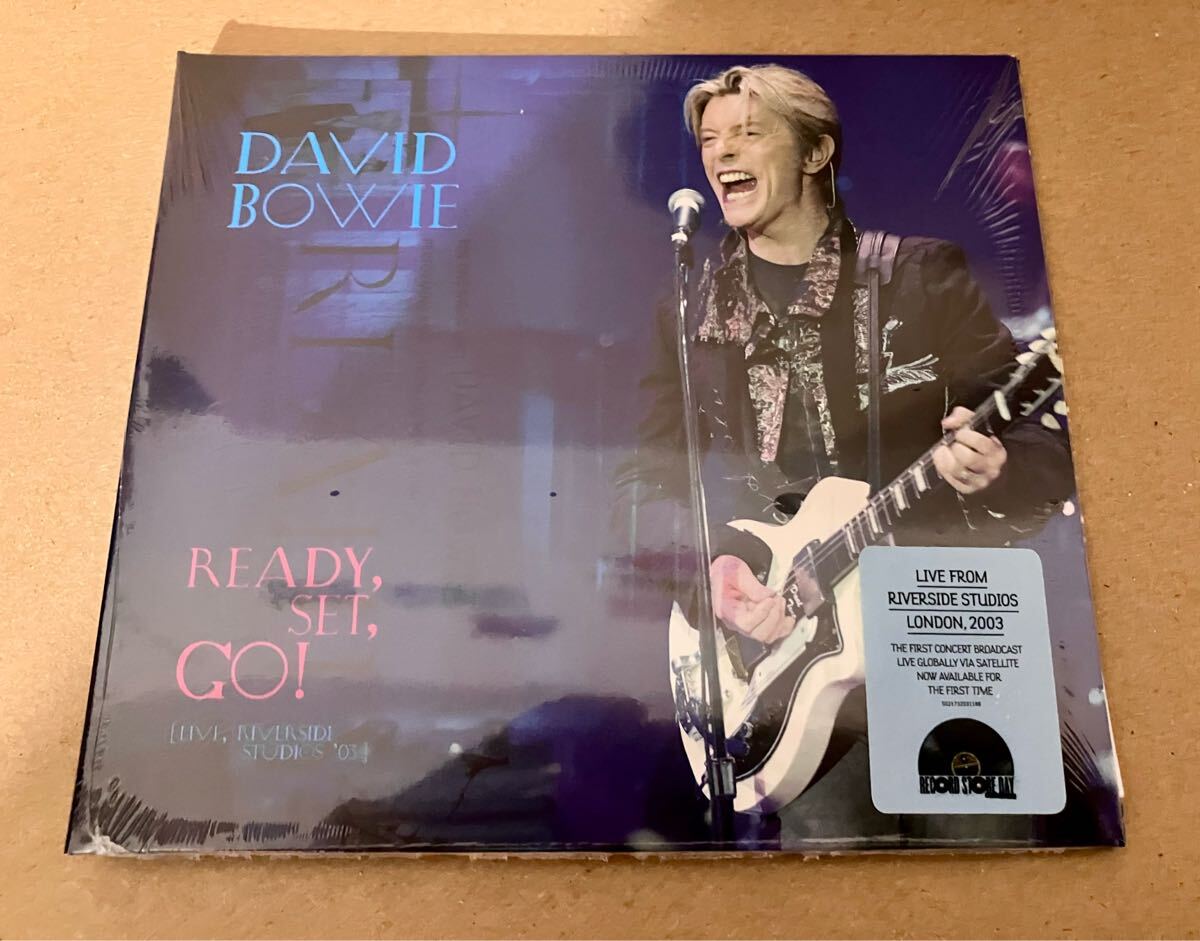 DAVID
BOWIE
READY,
SET,
GO!
[LIVE, RIVERSIDE
STUDIOS '03]
LIVE FROM
RIVERSIDE STUDIOS
LONDON, 2003
THE FIRST CONCERT BROADCAST
LIVE GLOBALLY VIA SATELLITE
NOW AVAILABLE FOR
THE FIRST TIME
RECORD STORE DAY